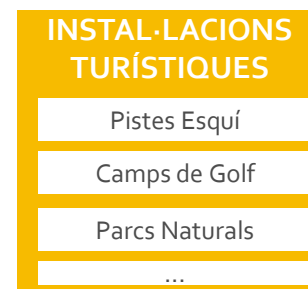 INSTAL·LACIONS
TURÍSTIQUES
Pistes Esquí
Camps de Golf
Parcs Naturals
...